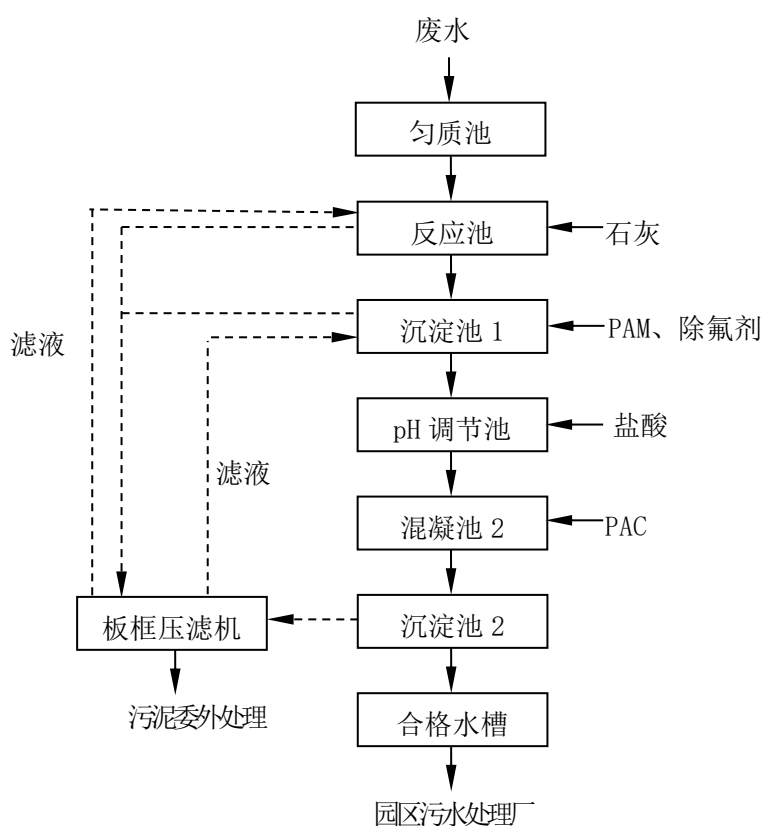 废水
匀质池
反应池
石灰
沉淀池 1
PAM、除氟剂
滤液
pH 调节池
盐酸
滤液
混凝池 2
PAC
板框压滤机
沉淀池 2
污泥委外处理
合格水槽
园区污水处理厂